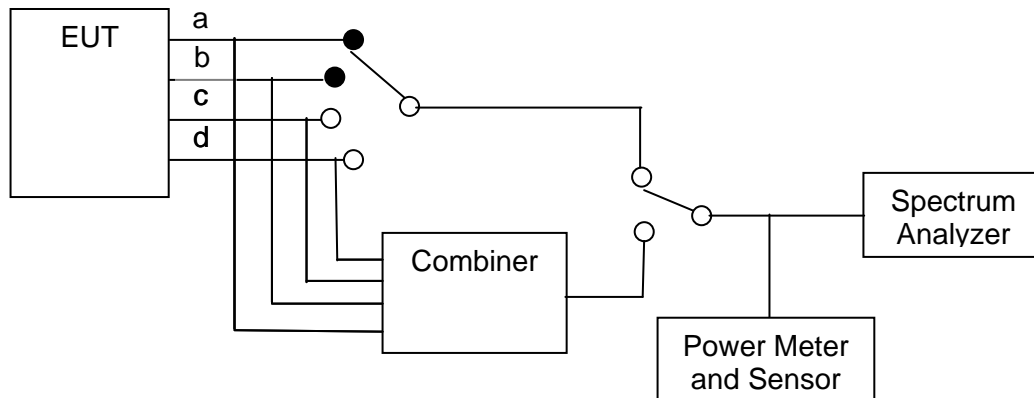 EUT
a
b
c
d
Combiner
Spectrum
Analyzer
Power Meter
and Sensor